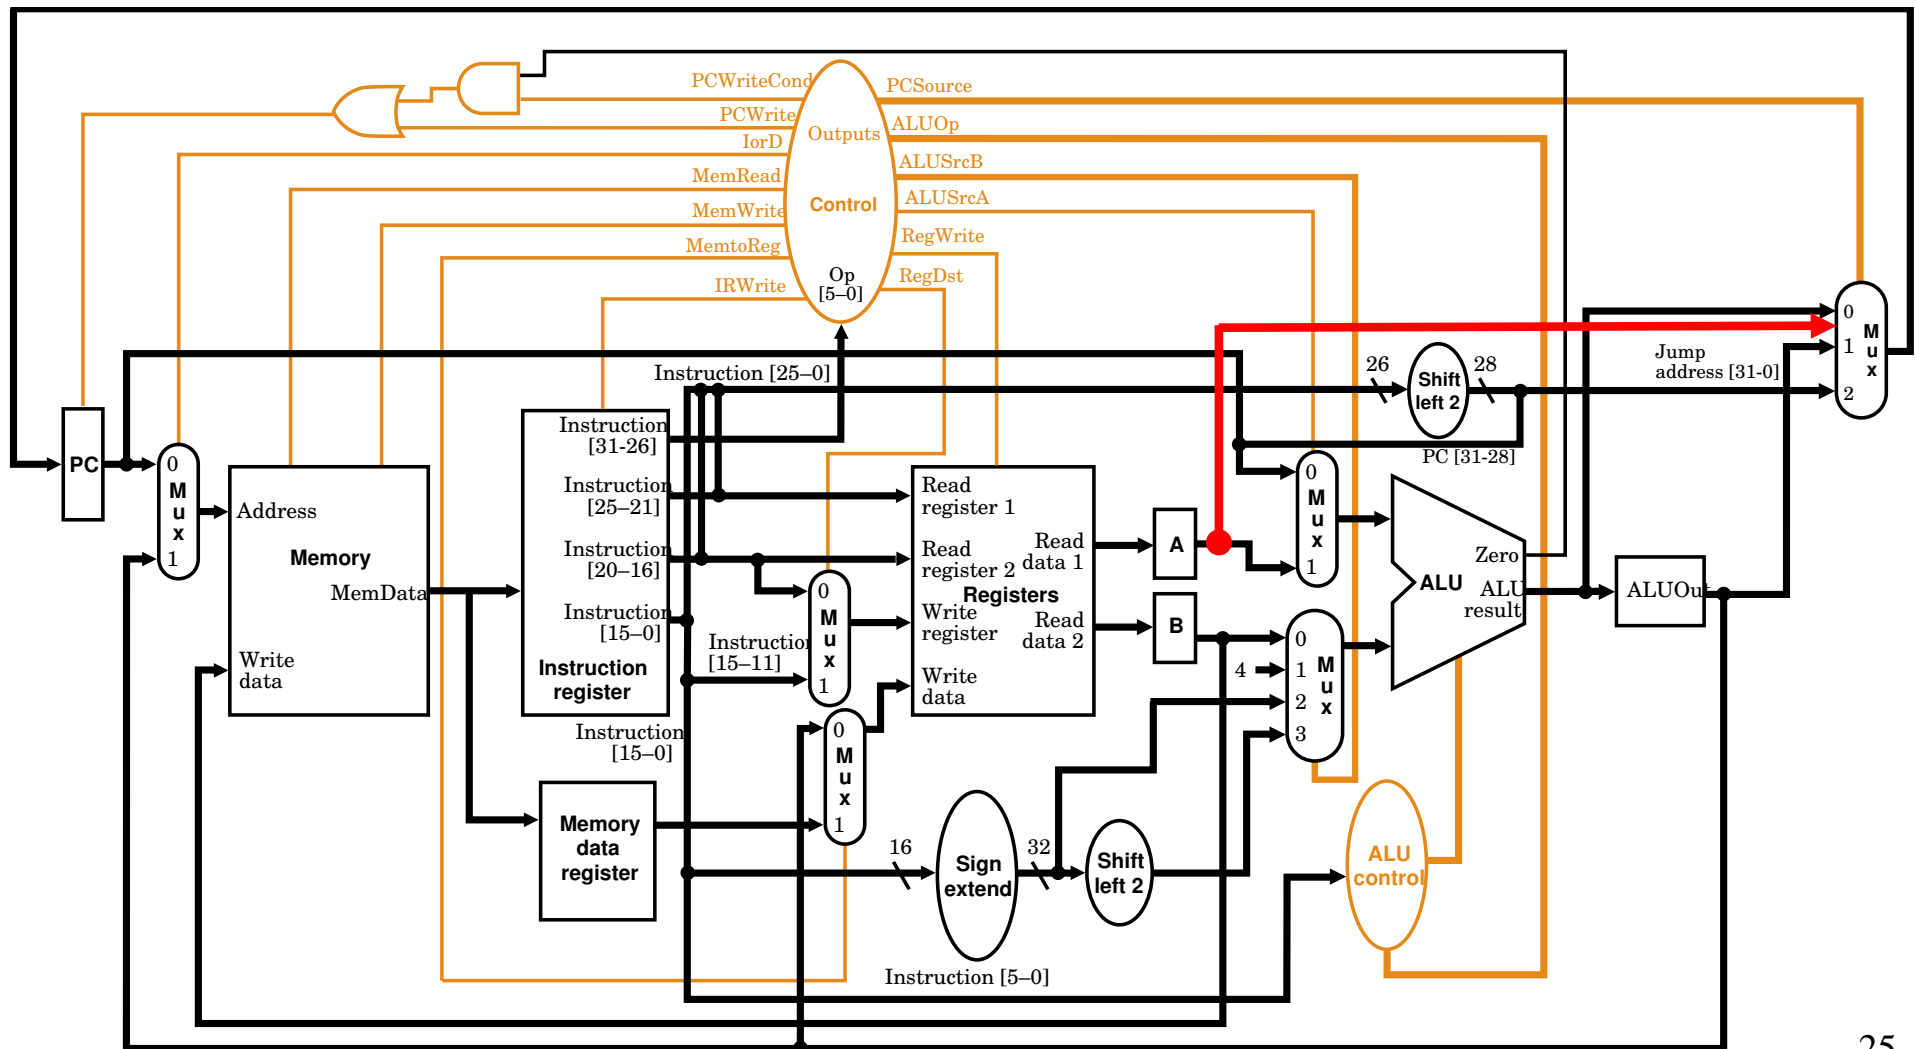 PCWriteCond
PCWrite
IorD
MemRead
MemWrite
MemtoReg
IRWrite
Outputs
Control
Op
[5–0]
PCSource
ALUOp
ALUSrcB
ALUSrcA
RegWrite
RegDst
PC
0
M
u
x
1
Address
Memory
MemData
Write
data
Instruction [25–0]
Instruction
[31-26]
Instruction
[25–21]
Instruction
[20–16]
Instruction
[15–0]
Instruction
register
Instruction
[15–0]
Instruction
[15–11]
0
M
u
x
1
0
M
u
x
1
Memory
data
register
Read
register 1
Read
register 2
Registers
Write
register
Write
data
Read
data 1
Read
data 2
A
B
16
Sign
extend
32
Shift
left 2
Instruction [5–0]
26
Shift
left 2
28
PC [31-28]
Jump
address [31-0]
0
M
u
x
1
4
0
1
2
3
M
u
x
Zero
ALU
ALU
result
ALUOut
ALU
control
0
1
2
M
u
x
25